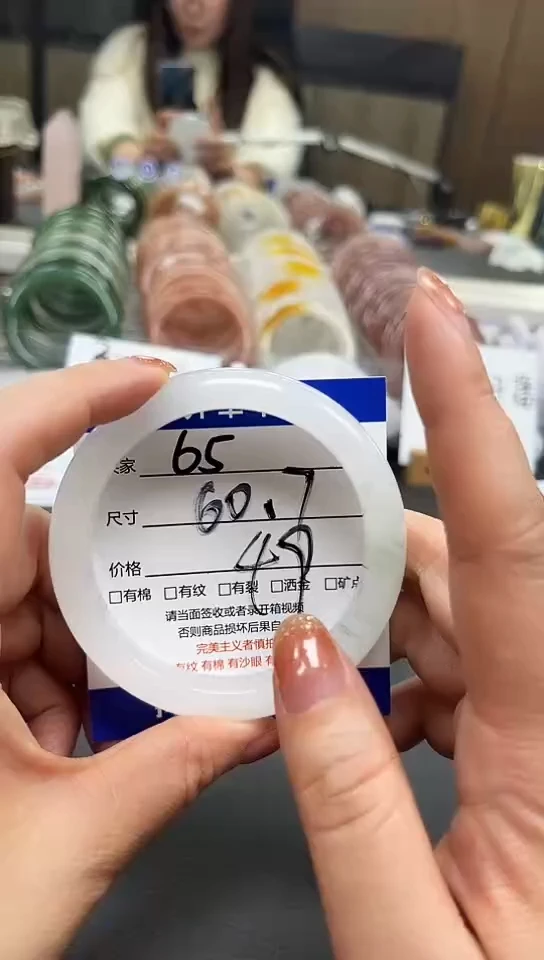 家 65
尺寸 60.7
价格 49
□有棉 □有纹 □有裂 □洒金 □矿点
请当面签收或者录开箱视频
否则商品损坏后果自
完美主义者慎拍
有纹 有棉 有沙眼 有